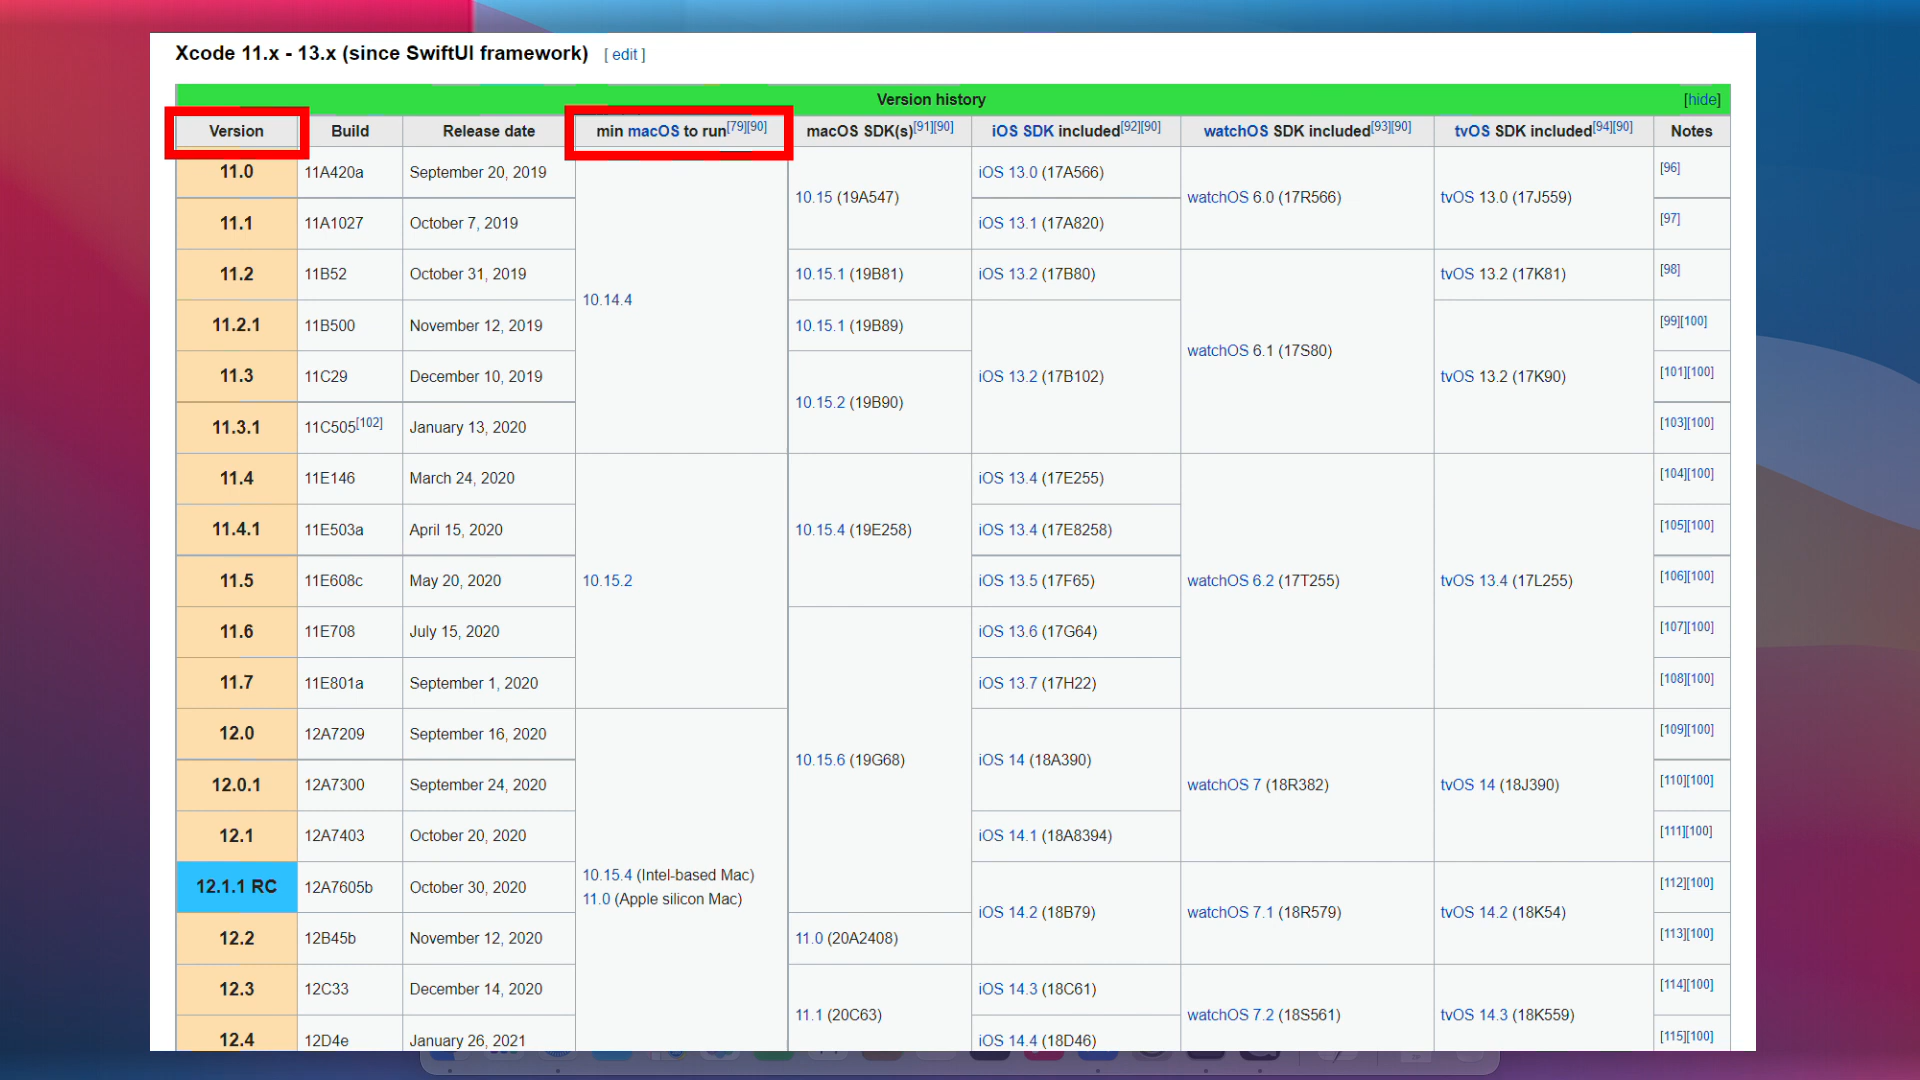 Xcode 11.x - 13.x (since SwiftUI framework) [ edit ]
Version history [hide]
Version Build Release date min macOS to run[79][90] macOS SDK(s)[91][90] iOS SDK included[92][90] watchOS SDK included[93][90] tvOS SDK included[94][90] Notes
11.0 11A420a September 20, 2019 10.14.4 10.15 (19A547) iOS 13.0 (17A566) watchOS 6.0 (17R566) tvOS 13.0 (17J559) [96]
11.1 11A1027 October 7, 2019 iOS 13.1 (17A820) [97]
11.2 11B52 October 31, 2019 10.15.1 (19B81) iOS 13.2 (17B80) watchOS 6.1 (17S80) tvOS 13.2 (17K81) [98]
11.2.1 11B500 November 12, 2019 10.15.1 (19B89) iOS 13.2 (17B102) tvOS 13.2 (17K90) [99][100]
11.3 11C29 December 10, 2019 10.15.2 (19B90) [101][100]
11.3.1 11C505[102] January 13, 2020 [103][100]
11.4 11E146 March 24, 2020 10.15.2 10.15.4 (19E258) iOS 13.4 (17E255) watchOS 6.2 (17T255) tvOS 13.4 (17L255) [104][100]
11.4.1 11E503a April 15, 2020 iOS 13.4 (17E8258) [105][100]
11.5 11E608c May 20, 2020 iOS 13.5 (17F65) [106][100]
11.6 11E708 July 15, 2020 10.15.6 (19G68) iOS 13.6 (17G64) [107][100]
11.7 11E801a September 1, 2020 iOS 13.7 (17H22) [108][100]
12.0 12A7209 September 16, 2020 10.15.4 (Intel-based Mac) 11.0 (Apple silicon Mac) iOS 14 (18A390) watchOS 7 (18R382) tvOS 14 (18J390) [109][100]
12.0.1 12A7300 September 24, 2020 [110][100]
12.1 12A7403 October 20, 2020 iOS 14.1 (18A8394) [111][100]
12.1.1 RC 12A7605b October 30, 2020 iOS 14.2 (18B79) watchOS 7.1 (18R579) tvOS 14.2 (18K54) [112][100]
12.2 12B45b November 12, 2020 11.0 (20A2408) [113][100]
12.3 12C33 December 14, 2020 11.1 (20C63) iOS 14.3 (18C61) watchOS 7.2 (18S561) tvOS 14.3 (18K559) [114][100]
12.4 12D4e January 26, 2021 iOS 14.4 (18D46) [115][100]